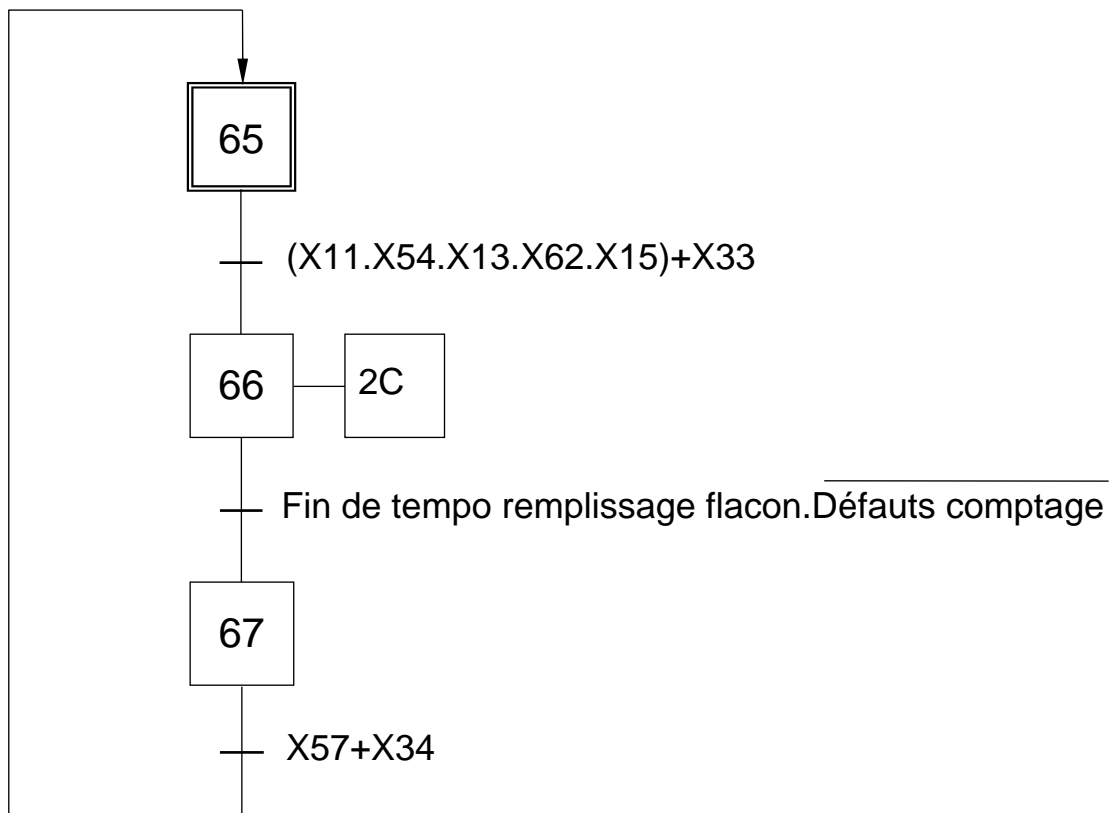 65
(X11.X54.X13.X62.X15)+X33
66
2C
Fin de tempo remplissage flacon.Défauts comptage
67
X57+X34